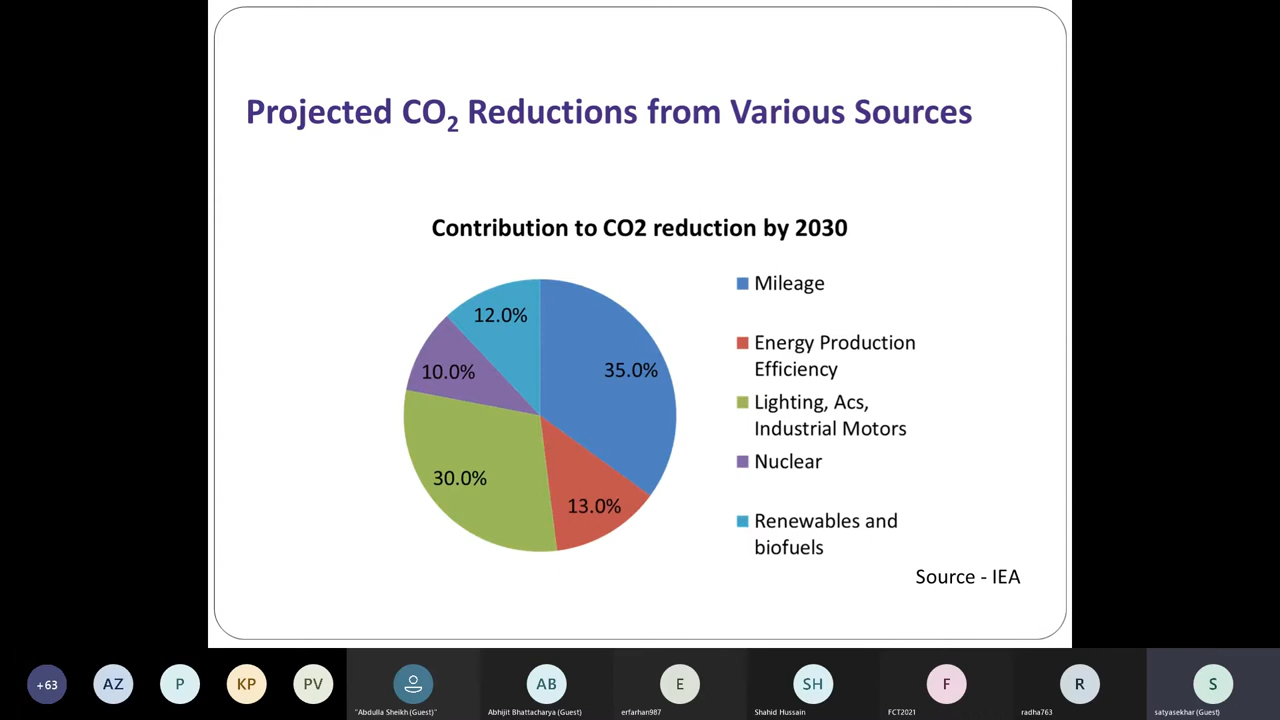 Projected CO2 Reductions from Various Sources
Contribution to CO2 reduction by 2030
12.0%
35.0%
10.0%
30.0%
13.0%
Mileage
Energy Production
Efficiency
Lighting, Acs,
Industrial Motors
Nuclear
Renewables and
biofuels
Source - IEA
+63
AZ
P
KP
PV
AB
E
SH
F
R
S
"Abdulla Sheikh (Guest)"
Abhijit Bhattacharya (Guest)
erfarhan987
Shahid Hussain
FCT2021
radha763
satyasekhar (Guest)